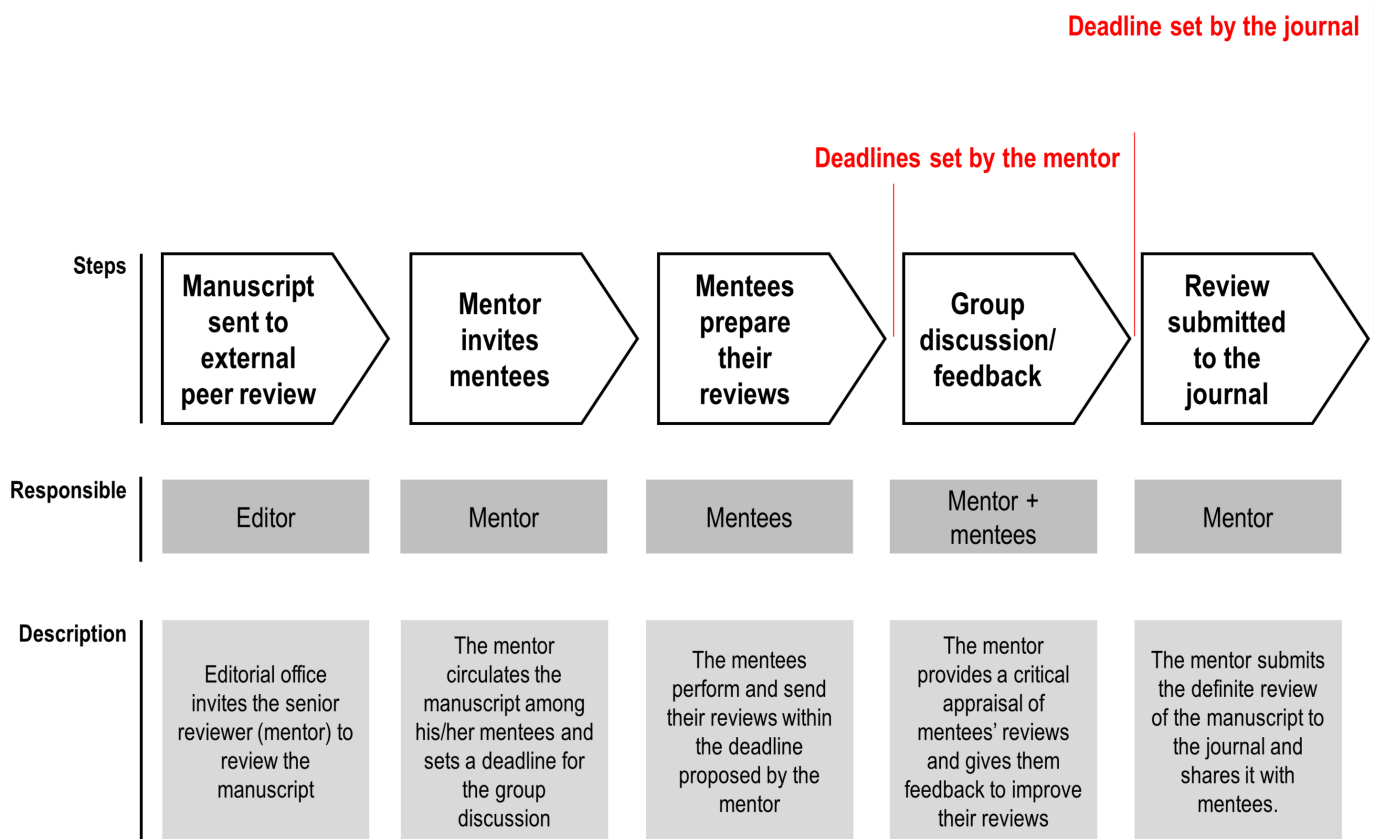 Deadline set by the journal
Deadlines set by the mentor
Steps
Manuscript
sent to
external
peer review
Mentor
invites
mentees
Mentees
prepare
their
reviews
Group
discussion/
feedback
Review
submitted
to the
journal
Responsible
Editor
Mentor
Mentees
Mentor +
mentees
Mentor
Description
Editorial office
invites the senior
reviewer (mentor) to
review the
manuscript
The mentor
circulates the
manuscript among
his/her mentees and
sets a deadline for
the group
discussion
The mentees
perform and send
their reviews within
the deadline
proposed by the
mentor
The mentor
provides a critical
appraisal of
mentees’ reviews
and gives them
feedback to improve
their reviews
The mentor submits
the definite review
of the manuscript to
the journal and
shares it with
mentees.